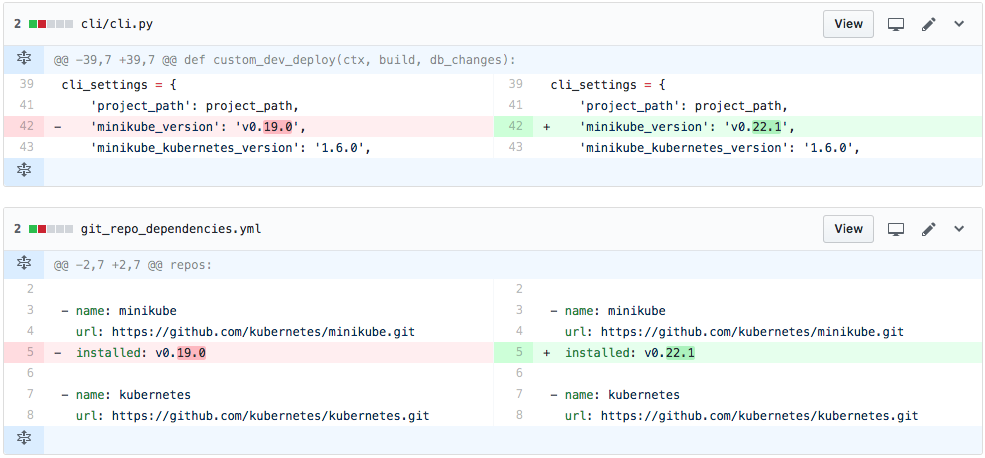 2 cli/cli.py View
@@ -39,7 +39,7 @@ def custom_dev_deploy(ctx, build, db_changes):
39 cli_settings = { 39 cli_settings = {
41 'project_path': project_path, 41 'project_path': project_path,
42 - 'minikube_version': 'v0.19.0', 42 + 'minikube_version': 'v0.22.1',
43 'minikube_kubernetes_version': '1.6.0', 43 'minikube_kubernetes_version': '1.6.0',
2 git_repo_dependencies.yml View
@@ -2,7 +2,7 @@ repos:
2 2
3 - name: minikube 3 - name: minikube
4 url: https://github.com/kubernetes/minikube.git 4 url: https://github.com/kubernetes/minikube.git
5 - installed: v0.19.0 5 + installed: v0.22.1
6 6
7 - name: kubernetes 7 - name: kubernetes
8 url: https://github.com/kubernetes/kubernetes.git 8 url: https://github.com/kubernetes/kubernetes.git